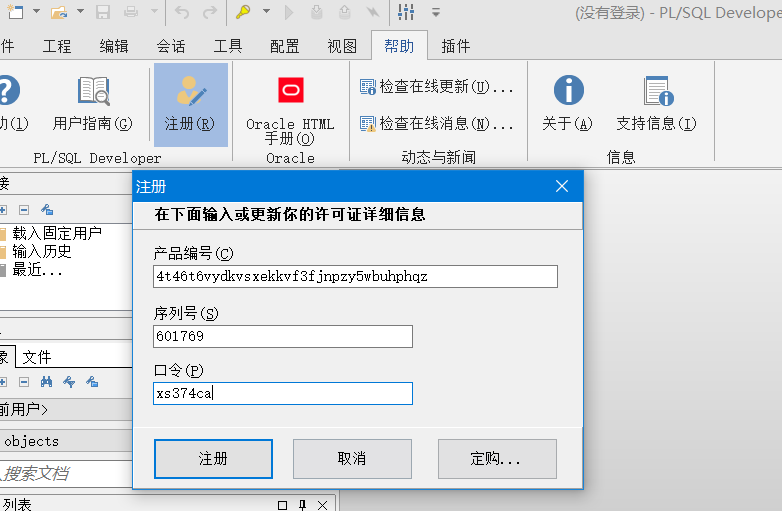 (没有登录) - PL/SQL Develope
件 工程 编辑 会话 工具 配置 视图 帮助 插件
助(l) 用户指南(G) 注册(R) Oracle HTML 手册(O) 检查在线更新(U)... 检查在线消息(N)... 关于(A) 支持信息(I)
PL/SQL Developer Oracle 动态与新闻 信息
接
载入固定用户
输入历史
最近...
象 文件
前用户>
objects
搜索文档
列表
注册
在下面输入或更新你的许可证详细信息
产品编号(C)
4t46t6vydkvsxekkvf3fjnpzy5wbuhphqz
序列号(S)
601769
口令(P)
xs374ca
注册 取消 定购...